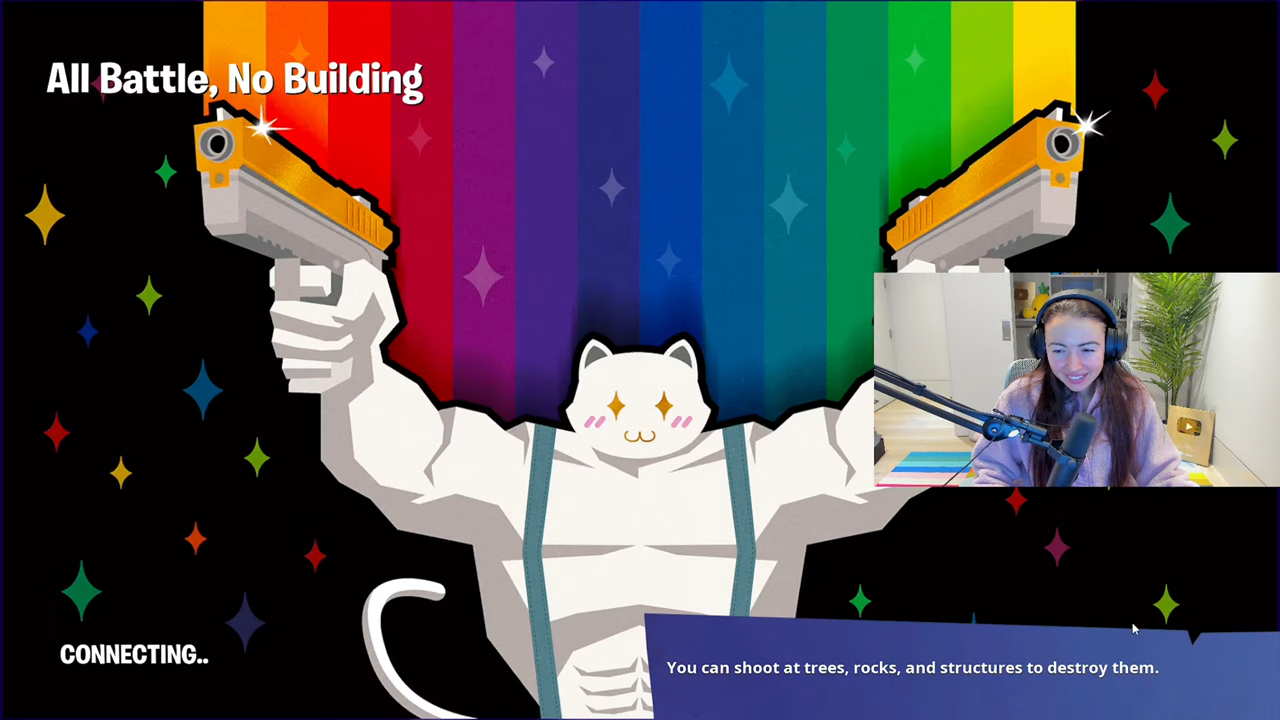 All Battle, No Building
CONNECTING..
You can shoot at trees, rocks, and structures to destroy them.